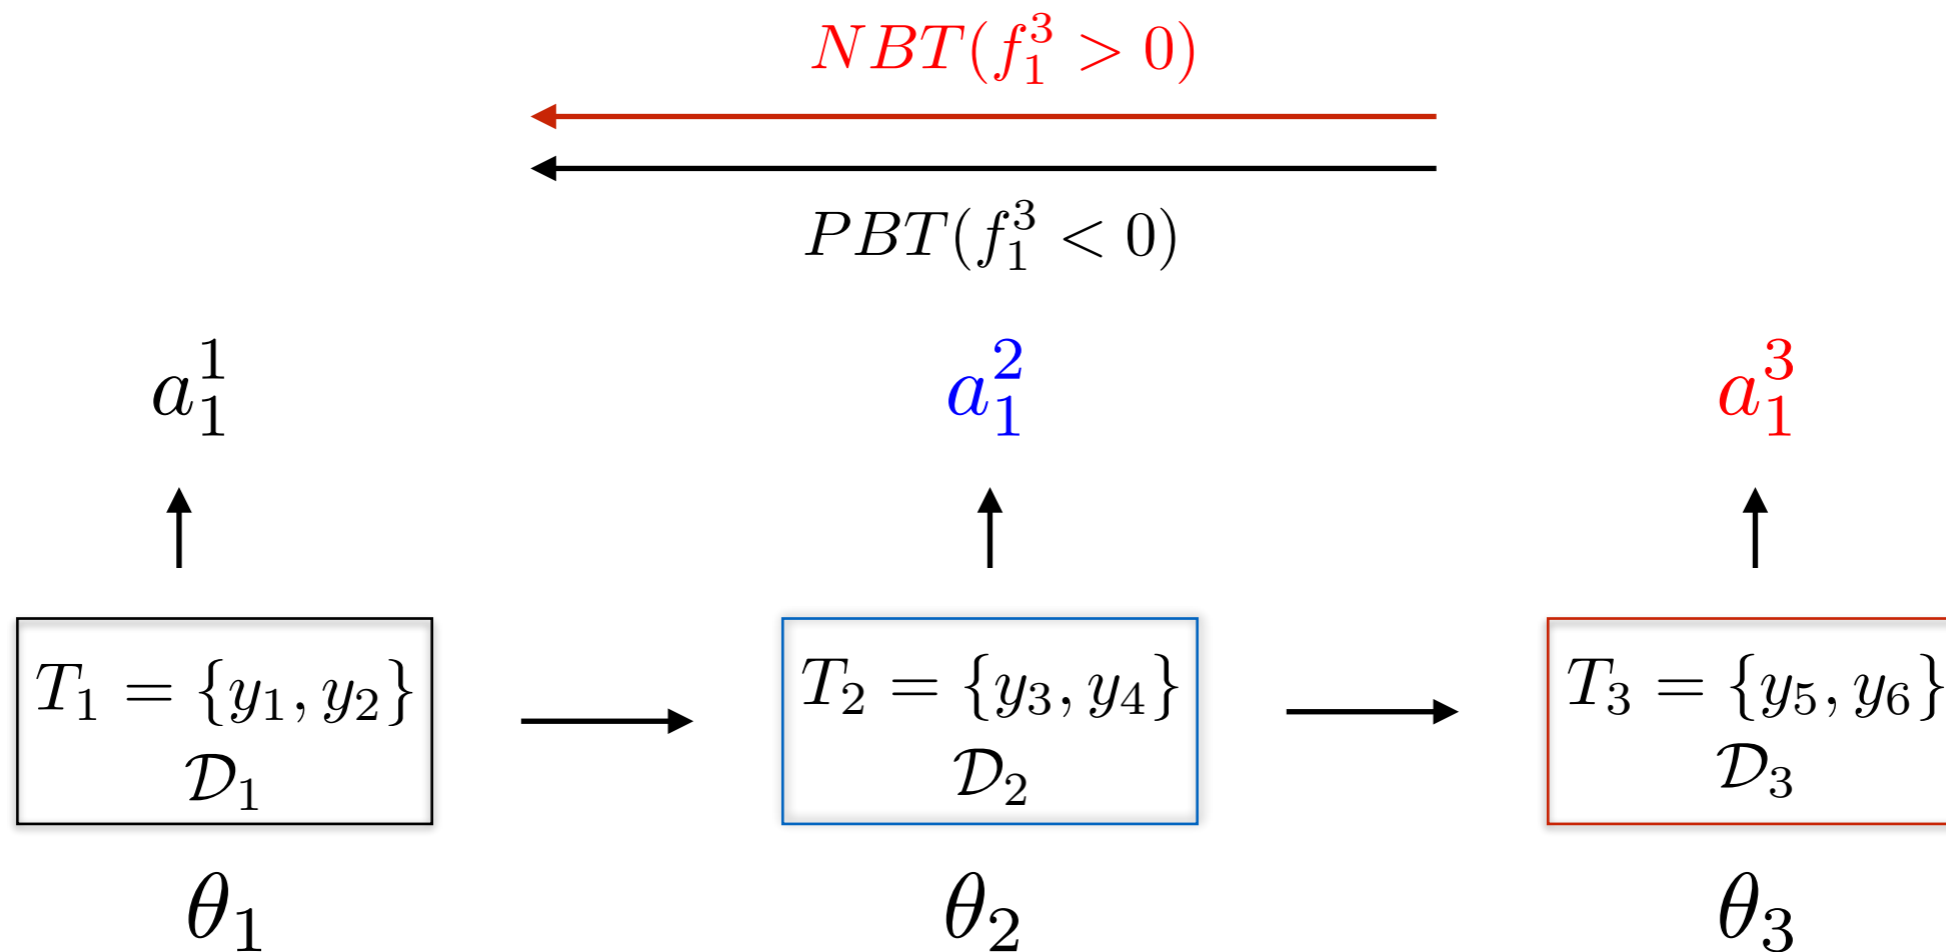 NBT(f_1^3 > 0)
PBT(f_1^3 < 0)
a_1^1
a_1^2
a_1^3
T_1 = {y_1, y_2}
𝒟_1
T_2 = {y_3, y_4}
𝒟_2
T_3 = {y_5, y_6}
𝒟_3
θ_1
θ_2
θ_3